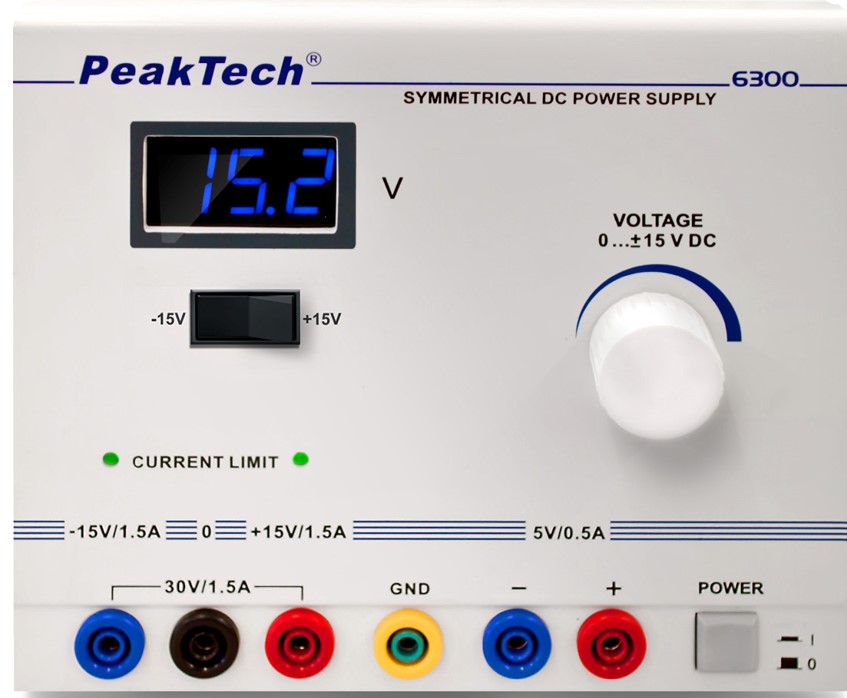 PeakTech®
6300
SYMMETRICAL DC POWER SUPPLY
15.2 V
VOLTAGE
0...±15 V DC
-15V +15V
CURRENT LIMIT
-15V/1.5A 0 +15V/1.5A 5V/0.5A
30V/1.5A GND − + POWER
I
0